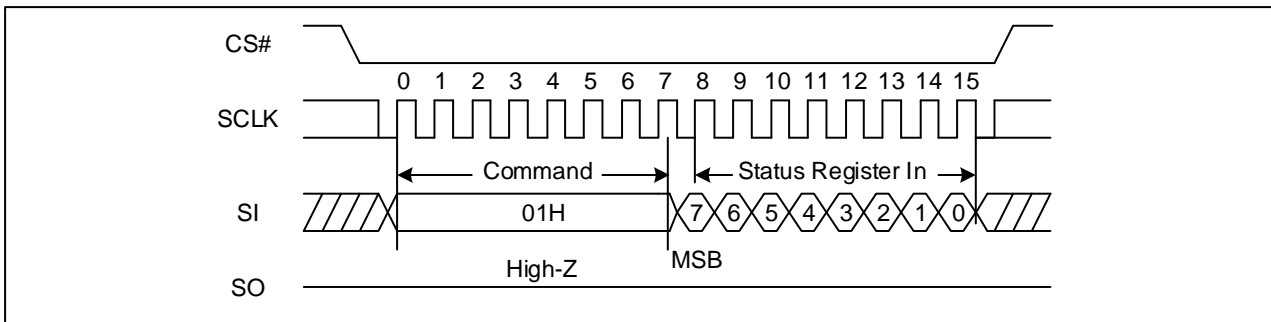 CS#
0 1 2 3 4 5 6 7 8 9 10 11 12 13 14 15
SCLK
Command
Status Register In
SI
01H
7 6 5 4 3 2 1 0
MSB
High-Z
SO